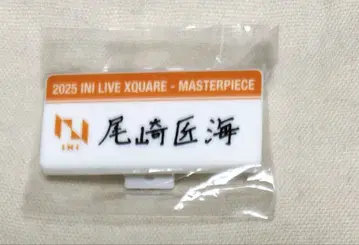 2025 INI LIVE XQUARE - MASTERPIECE
尾崎匠海
INI